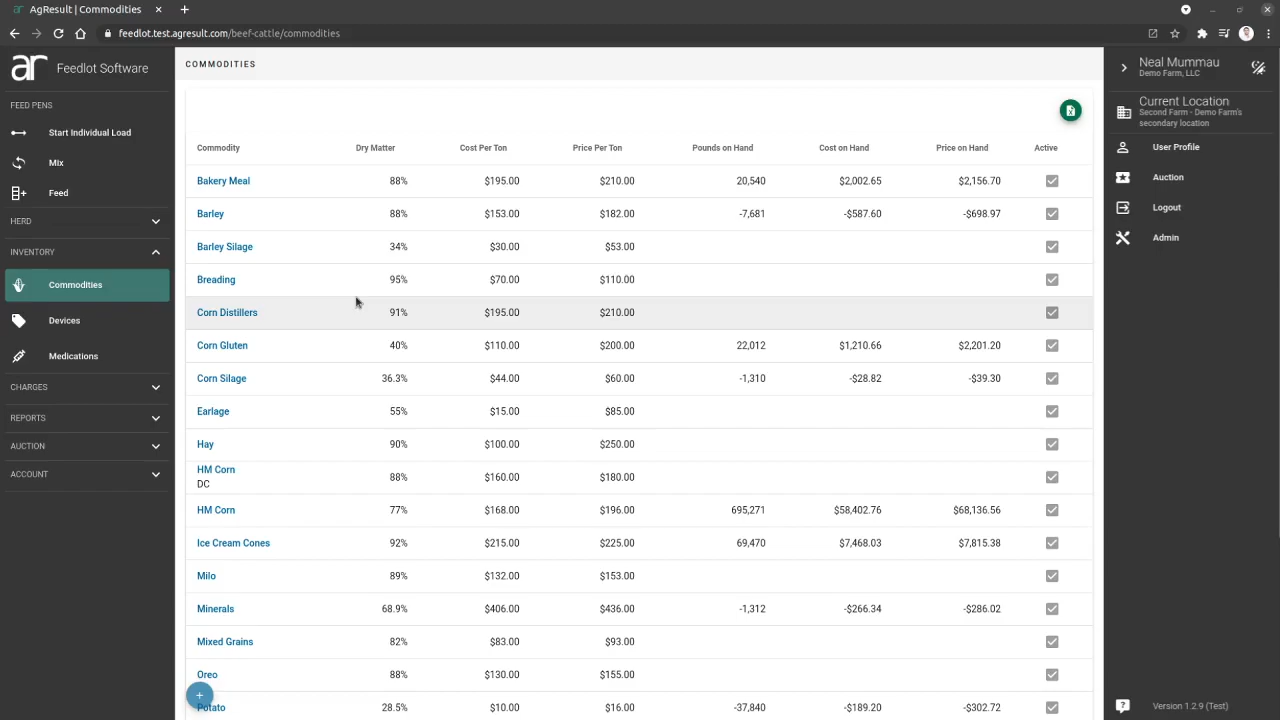 AgResult | Commodities
feedlot.test.agresult.com/beef-cattle/commodities
ar Feedlot Software
FEED PENS
Start Individual Load
Mix
Feed
HERD
INVENTORY
Commodities
Devices
Medications
CHARGES
REPORTS
AUCTION
ACCOUNT
COMMODITIES
Commodity Dry Matter Cost Per Ton Price Per Ton Pounds on Hand Cost on Hand Price on Hand Active
Bakery Meal 88% $195.00 $210.00 20,540 $2,002.65 $2,156.70
Barley 88% $153.00 $182.00 -7,681 -$587.60 -$698.97
Barley Silage 34% $30.00 $53.00
Breading 95% $70.00 $110.00
Corn Distillers 91% $195.00 $210.00
Corn Gluten 40% $110.00 $200.00 22,012 $1,210.66 $2,201.20
Corn Silage 36.3% $44.00 $60.00 -1,310 -$28.82 -$39.30
Earlage 55% $15.00 $85.00
Hay 90% $100.00 $250.00
HM Corn
DC 88% $160.00 $180.00
HM Corn 77% $168.00 $196.00 695,271 $58,402.76 $68,136.56
Ice Cream Cones 92% $215.00 $225.00 69,470 $7,468.03 $7,815.38
Milo 89% $132.00 $153.00
Minerals 68.9% $406.00 $436.00 -1,312 -$266.34 -$286.02
Mixed Grains 82% $83.00 $93.00
Oreo 88% $130.00 $155.00
Potato 28.5% $10.00 $16.00 -37,840 -$189.20 -$302.72
Neal Mummau
Demo Farm, LLC
Current Location
Second Farm - Demo Farm's
secondary location
User Profile
Auction
Logout
Admin
Version 1.2.9 (Test)